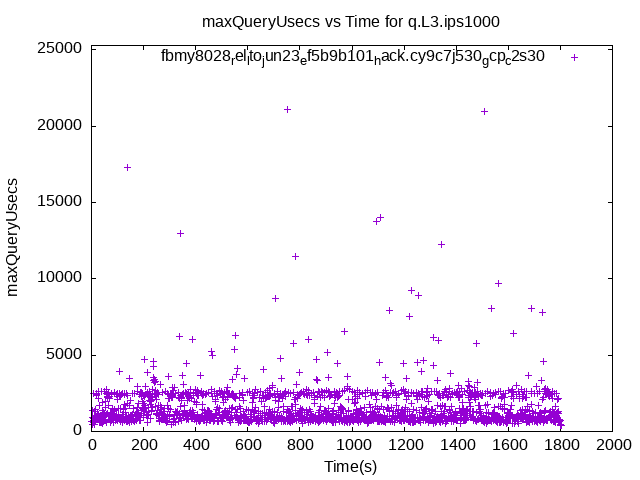 maxQueryUsecs vs Time for q.L3.ips1000
fbmy8028relltojun23ef5b9b101hack.cy9c7j530gcpc2s30
25000
20000
15000
10000
5000
0
maxQueryUsecs
0 200 400 600 800 1000 1200 1400 1600 1800 2000
Time(s)